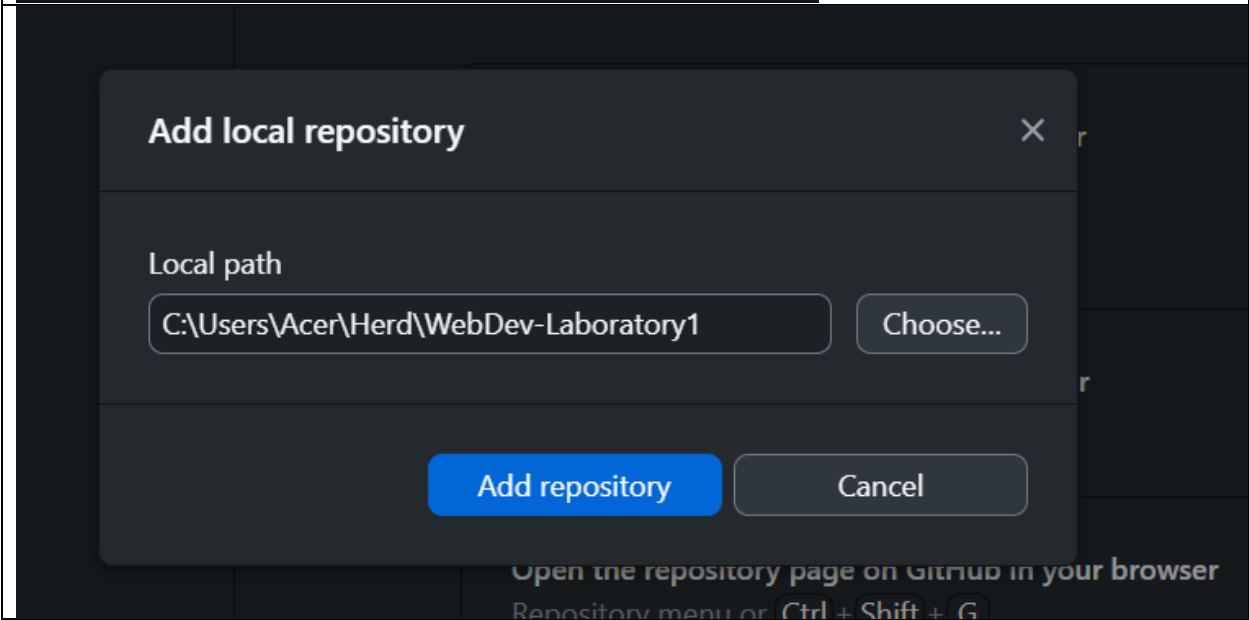 Add local repository
r
Local path
C:\Users\Acer\Herd\WebDev-Laboratory1
Choose...
r
Add repository
Cancel
Open the repository page on GitHub in your browser
Repository menu or Ctrl + Shift + G